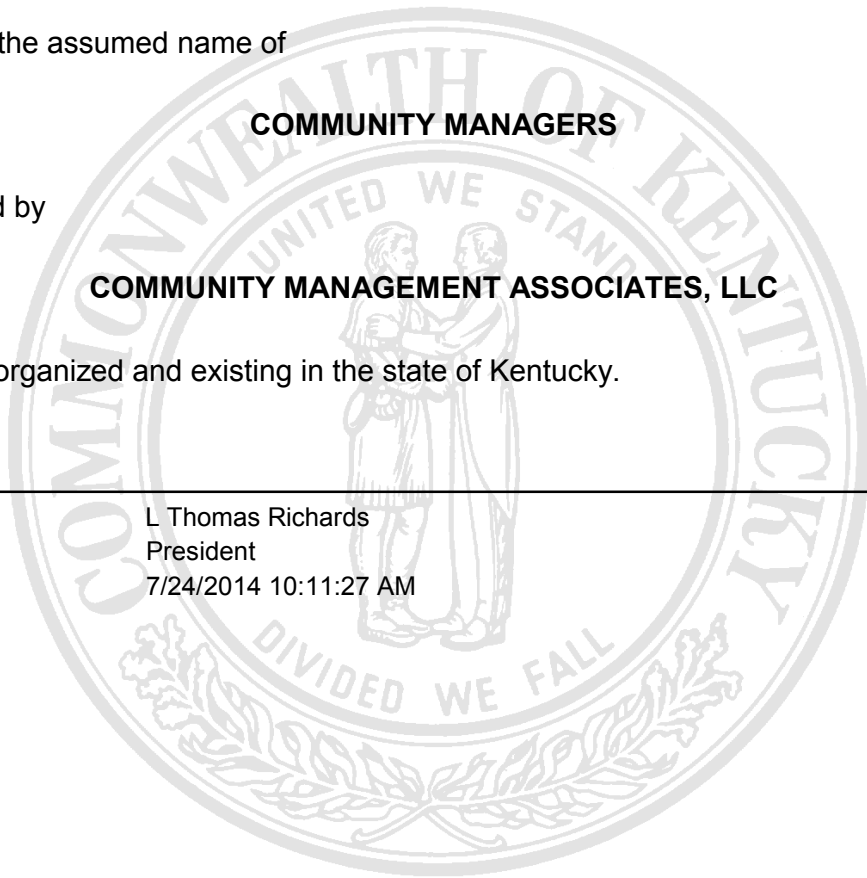 the assumed name of
COMMUNITY MANAGERS
d by
COMMUNITY MANAGEMENT ASSOCIATES, LLC
organized and existing in the state of Kentucky.
L Thomas Richards
President
7/24/2014 10:11:27 AM
COMMONWEALTH OF KENTUCKY
UNITED WE STAND
DIVIDED WE FALL